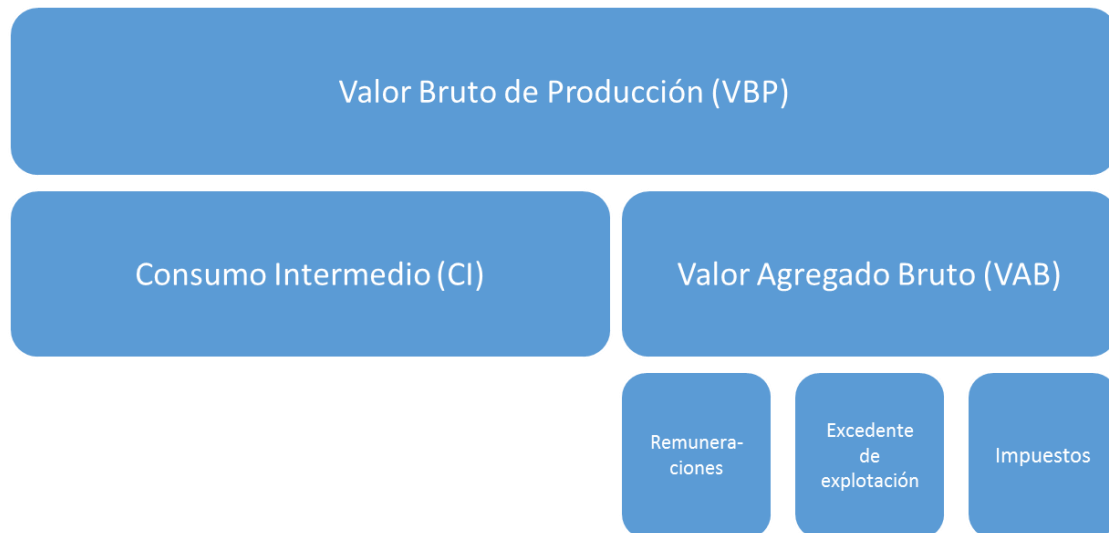 Valor Bruto de Producción (VBP)
Consumo Intermedio (CI)
Valor Agregado Bruto (VAB)
Remunera-
ciones
Excedente
de
explotación
Impuestos